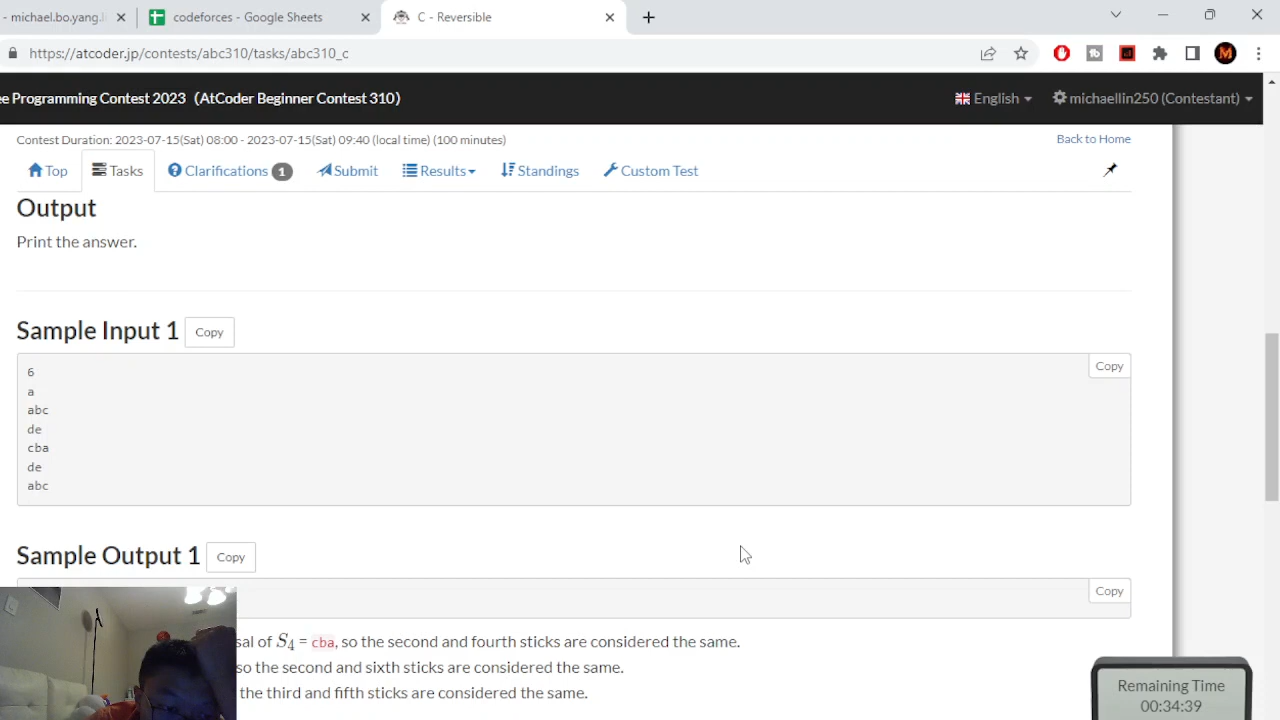 - michael.bo.yang.li
codeforces - Google Sheets
C - Reversible
https://atcoder.jp/contests/abc310/tasks/abc310_c
ee Programming Contest 2023 (AtCoder Beginner Contest 310)
English
michaellin250 (Contestant)
Contest Duration: 2023-07-15(Sat) 08:00 - 2023-07-15(Sat) 09:40 (local time) (100 minutes)
Back to Home
Top
Tasks
Clarifications 1
Submit
Results
Standings
Custom Test
Output
Print the answer.
Sample Input 1
Copy
Copy
6
a
abc
de
cba
de
abc
Sample Output 1
Copy
Copy
sal of S4 = cba, so the second and fourth sticks are considered the same.
so the second and sixth sticks are considered the same.
the third and fifth sticks are considered the same.
Remaining Time
00:34:39